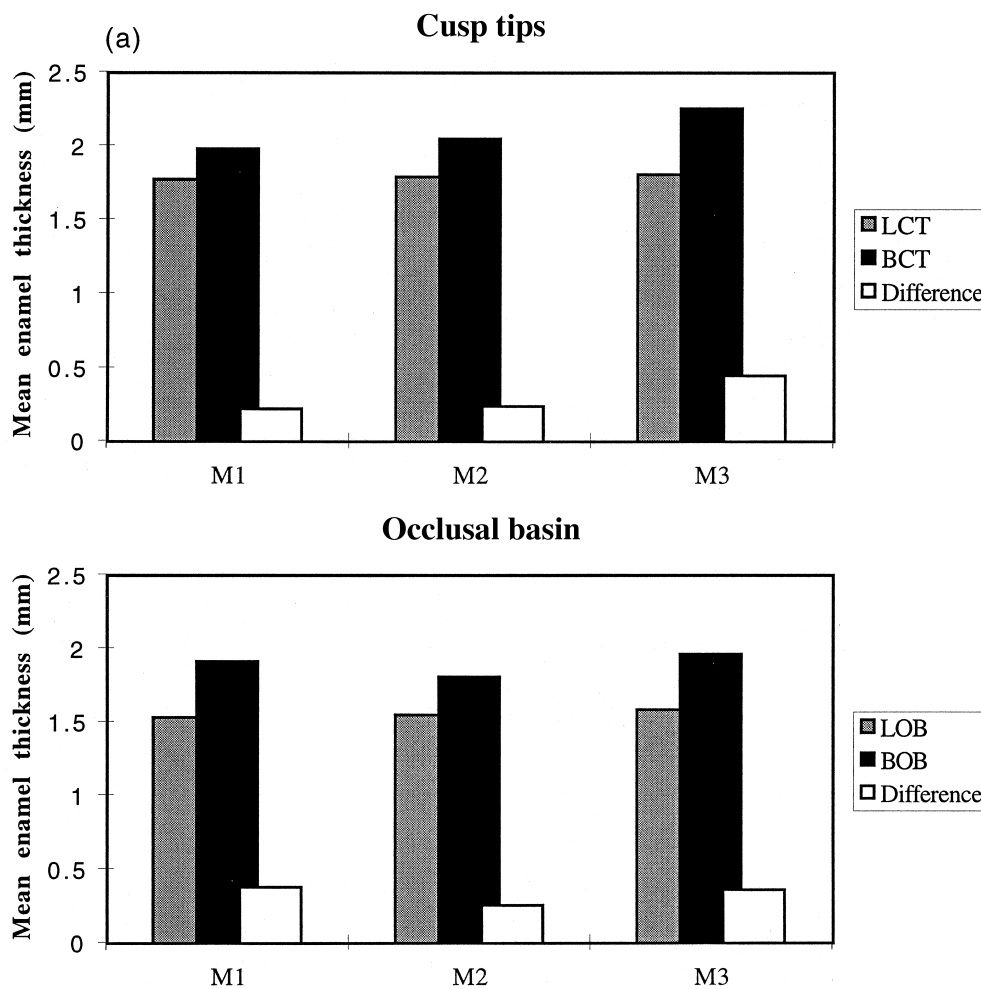 (a)
Cusp tips
Mean enamel thickness (mm)
2.5
2
1.5
1
0.5
0
M1 M2 M3
LCT
BCT
Difference
Occlusal basin
Mean enamel thickness (mm)
2.5
2
1.5
1
0.5
0
M1 M2 M3
LOB
BOB
Difference